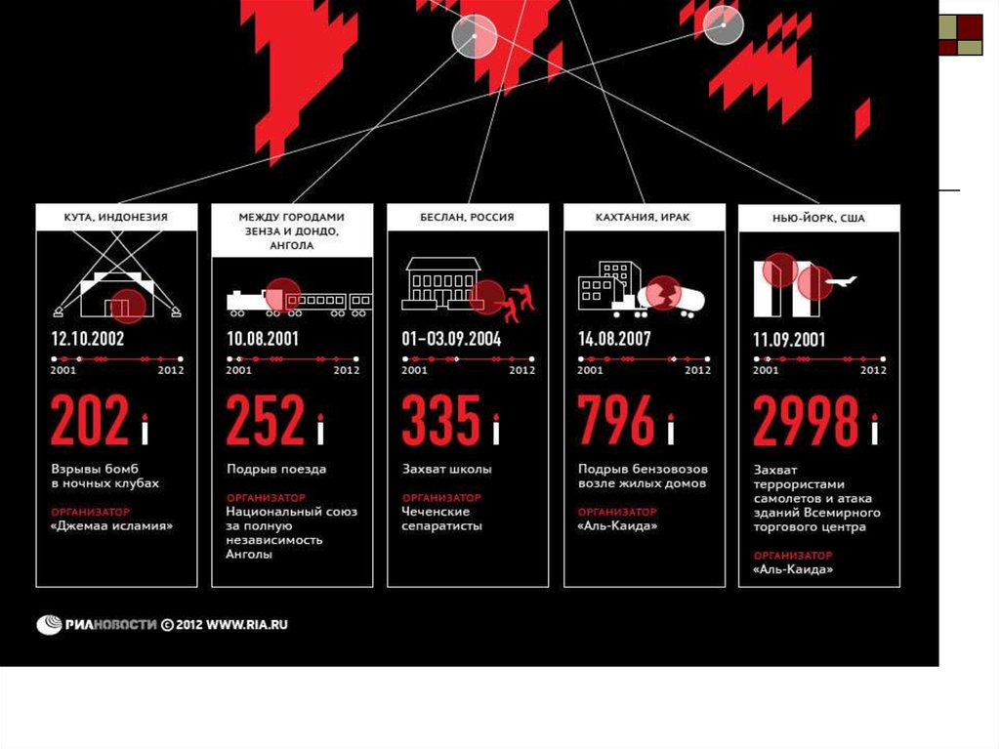 КУТА, ИНДОНЕЗИЯ
12.10.2002
2001 2012
202
Взрывы бомб
в ночных клубах
ОРГАНИЗАТОР
«Джемаа исламия»
МЕЖДУ ГОРОДАМИ
ЗЕНЗА И ДОНДО,
АНГОЛА
10.08.2001
2001 2012
252
Подрыв поезда
ОРГАНИЗАТОР
Национальный союз
за полную
независимость
Анголы
БЕСЛАН, РОССИЯ
01–03.09.2004
2001 2012
335
Захват школы
ОРГАНИЗАТОР
Чеченские
сепаратисты
КАХТАНИЯ, ИРАК
14.08.2007
2001 2012
796
Подрыв бензовозов
возле жилых домов
ОРГАНИЗАТОР
«Аль-Каида»
НЬЮ-ЙОРК, США
11.09.2001
2001 2012
2998
Захват
террористами
самолетов и атака
зданий Всемирного
торгового центра
ОРГАНИЗАТОР
«Аль-Каида»
РИАНОВОСТИ © 2012 WWW.RIA.RU